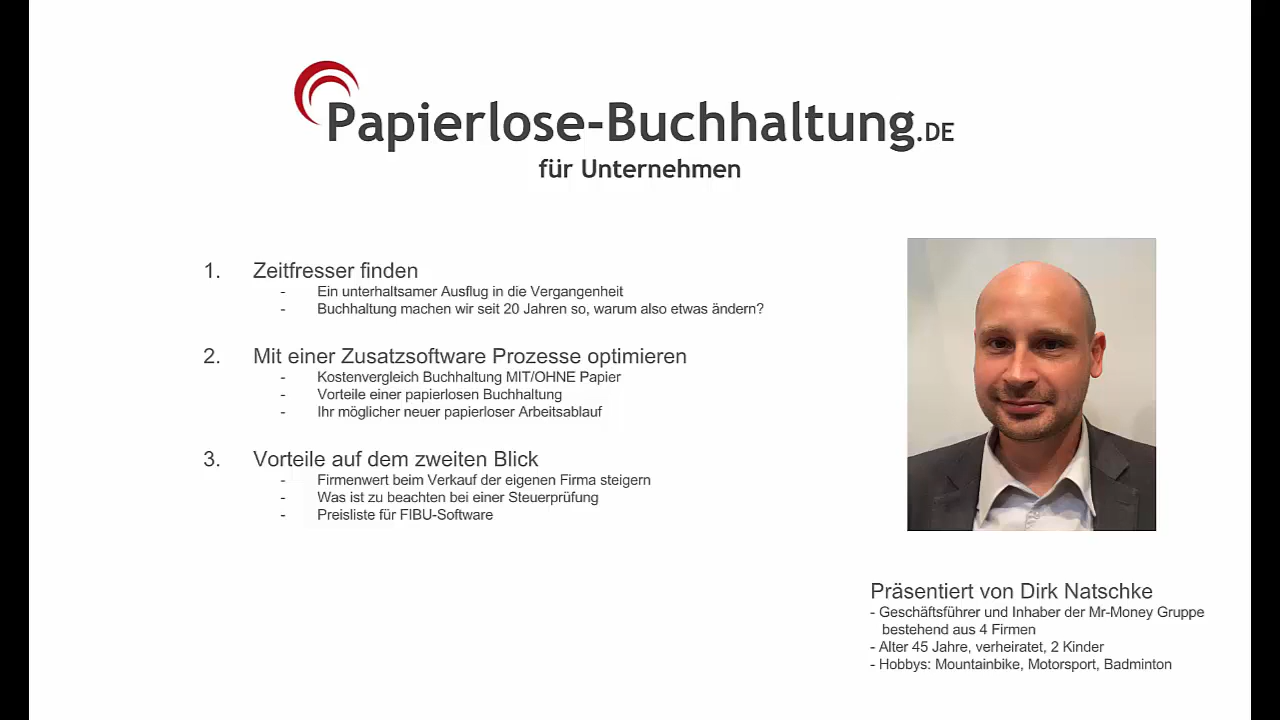 Papierlose-Buchhaltung.DE
für Unternehmen
1. Zeitfresser finden
- Ein unterhaltsamer Ausflug in die Vergangenheit
- Buchhaltung machen wir seit 20 Jahren so, warum also etwas ändern?
2. Mit einer Zusatzsoftware Prozesse optimieren
- Kostenvergleich Buchhaltung MIT/OHNE Papier
- Vorteile einer papierlosen Buchhaltung
- Ihr möglicher neuer papierloser Arbeitsablauf
3. Vorteile auf dem zweiten Blick
- Firmenwert beim Verkauf der eigenen Firma steigern
- Was ist zu beachten bei einer Steuerprüfung
- Preisliste für FIBU-Software
Präsentiert von Dirk Natschke
- Geschäftsführer und Inhaber der Mr-Money Gruppe
bestehend aus 4 Firmen
- Alter 45 Jahre, verheiratet, 2 Kinder
- Hobbys: Mountainbike, Motorsport, Badminton